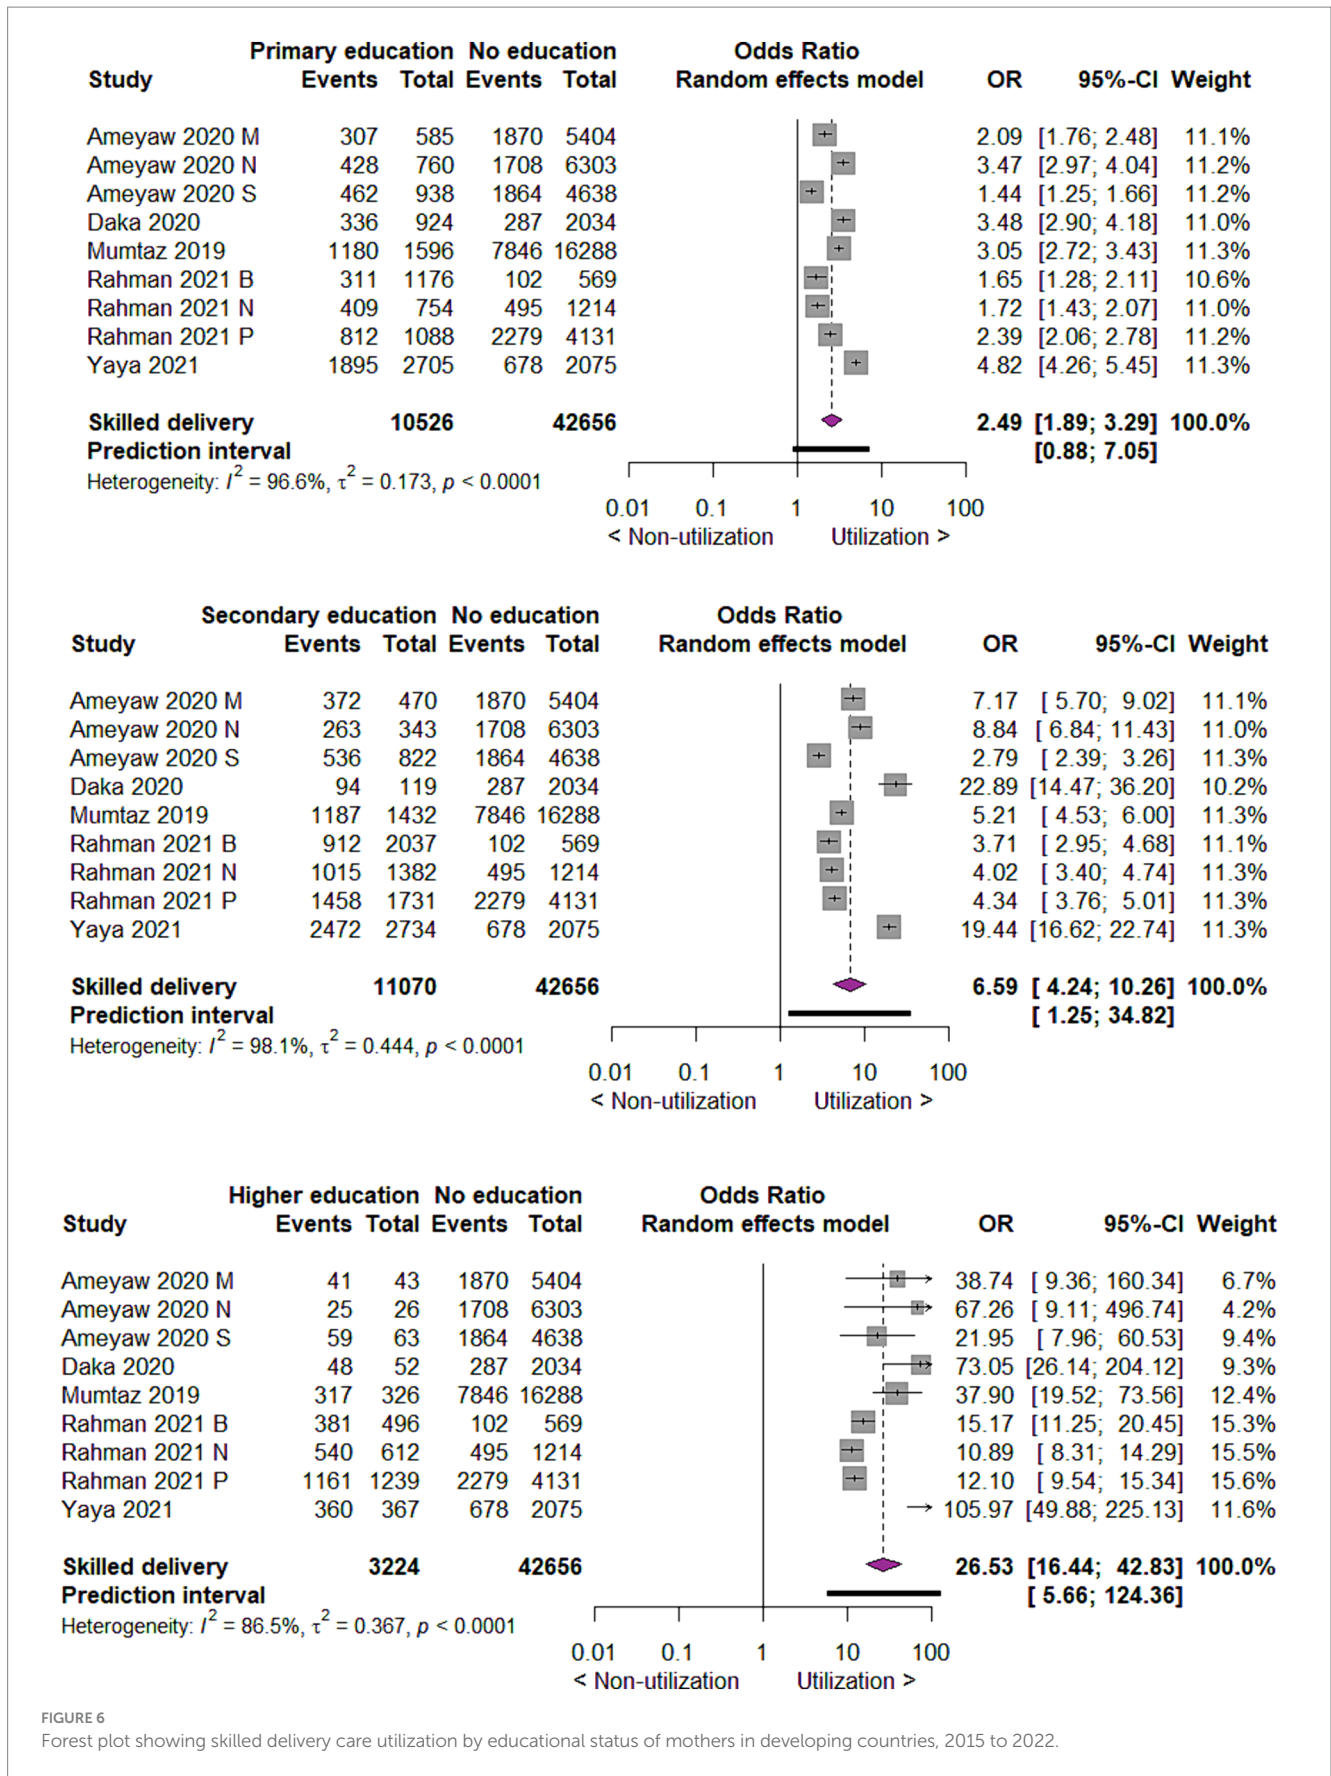 Primary education No education Odds Ratio
Study Events Total Events Total Random effects model OR 95%-CI Weight
Ameyaw 2020 M 307 585 1870 5404 2.09 [1.76; 2.48] 11.1%
Ameyaw 2020 N 428 760 1708 6303 3.47 [2.97; 4.04] 11.2%
Ameyaw 2020 S 462 938 1864 4638 1.44 [1.25; 1.66] 11.2%
Daka 2020 336 924 287 2034 3.48 [2.90; 4.18] 11.0%
Mumtaz 2019 1180 1596 7846 16288 3.05 [2.72; 3.43] 11.3%
Rahman 2021 B 311 1176 102 569 1.65 [1.28; 2.11] 10.6%
Rahman 2021 N 409 754 495 1214 1.72 [1.43; 2.07] 11.0%
Rahman 2021 P 812 1088 2279 4131 2.39 [2.06; 2.78] 11.2%
Yaya 2021 1895 2705 678 2075 4.82 [4.26; 5.45] 11.3%
Skilled delivery 10526 42656 2.49 [1.89; 3.29] 100.0%
Prediction interval [0.88; 7.05]
Heterogeneity: I² = 96.6%, τ² = 0.173, p < 0.0001
0.01 0.1 1 10 100
< Non-utilization Utilization >
Secondary education No education Odds Ratio
Study Events Total Events Total Random effects model OR 95%-CI Weight
Ameyaw 2020 M 372 470 1870 5404 7.17 [ 5.70; 9.02] 11.1%
Ameyaw 2020 N 263 343 1708 6303 8.84 [ 6.84; 11.43] 11.0%
Ameyaw 2020 S 536 822 1864 4638 2.79 [ 2.39; 3.26] 11.3%
Daka 2020 94 119 287 2034 22.89 [14.47; 36.20] 10.2%
Mumtaz 2019 1187 1432 7846 16288 5.21 [ 4.53; 6.00] 11.3%
Rahman 2021 B 912 2037 102 569 3.71 [ 2.95; 4.68] 11.1%
Rahman 2021 N 1015 1382 495 1214 4.02 [ 3.40; 4.74] 11.3%
Rahman 2021 P 1458 1731 2279 4131 4.34 [ 3.76; 5.01] 11.3%
Yaya 2021 2472 2734 678 2075 19.44 [16.62; 22.74] 11.3%
Skilled delivery 11070 42656 6.59 [ 4.24; 10.26] 100.0%
Prediction interval [ 1.25; 34.82]
Heterogeneity: I² = 98.1%, τ² = 0.444, p < 0.0001
0.01 0.1 1 10 100
< Non-utilization Utilization >
Higher education No education Odds Ratio
Study Events Total Events Total Random effects model OR 95%-CI Weight
Ameyaw 2020 M 41 43 1870 5404 38.74 [ 9.36; 160.34] 6.7%
Ameyaw 2020 N 25 26 1708 6303 67.26 [ 9.11; 496.74] 4.2%
Ameyaw 2020 S 59 63 1864 4638 21.95 [ 7.96; 60.53] 9.4%
Daka 2020 48 52 287 2034 73.05 [26.14; 204.12] 9.3%
Mumtaz 2019 317 326 7846 16288 37.90 [19.52; 73.56] 12.4%
Rahman 2021 B 381 496 102 569 15.17 [11.25; 20.45] 15.3%
Rahman 2021 N 540 612 495 1214 10.89 [ 8.31; 14.29] 15.5%
Rahman 2021 P 1161 1239 2279 4131 12.10 [ 9.54; 15.34] 15.6%
Yaya 2021 360 367 678 2075 105.97 [49.88; 225.13] 11.6%
Skilled delivery 3224 42656 26.53 [16.44; 42.83] 100.0%
Prediction interval [ 5.66; 124.36]
Heterogeneity: I² = 86.5%, τ² = 0.367, p < 0.0001
0.01 0.1 1 10 100
< Non-utilization Utilization >
FIGURE 6
Forest plot showing skilled delivery care utilization by educational status of mothers in developing countries, 2015 to 2022.